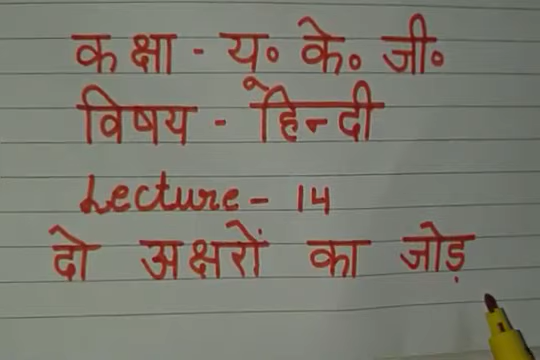 कक्षा - यू॰ के॰ जी॰
विषय - हिन्दी
Lecture - 14
दो अक्षरों का जोड़